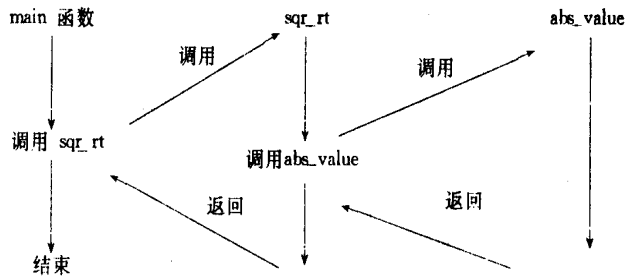 main 函数
sqr_rt
abs_value
调用
调用
调用 sqr_rt
调用abs_value
返回
返回
结束